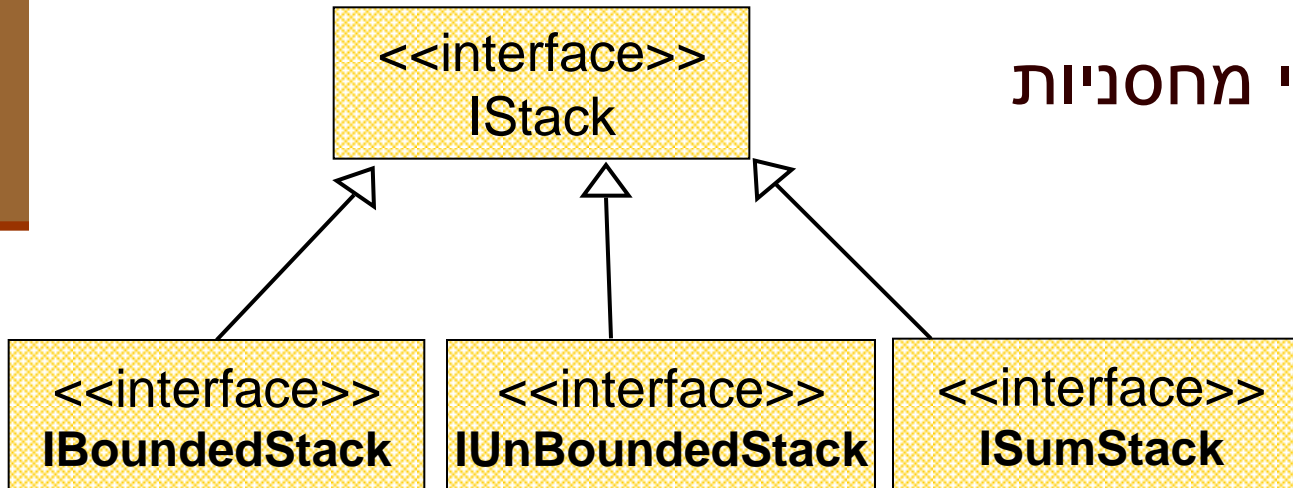 י מחסניות
<<interface>>
IStack
<<interface>>
IBoundedStack
<<interface>>
IUnBoundedStack
<<interface>>
ISumStack